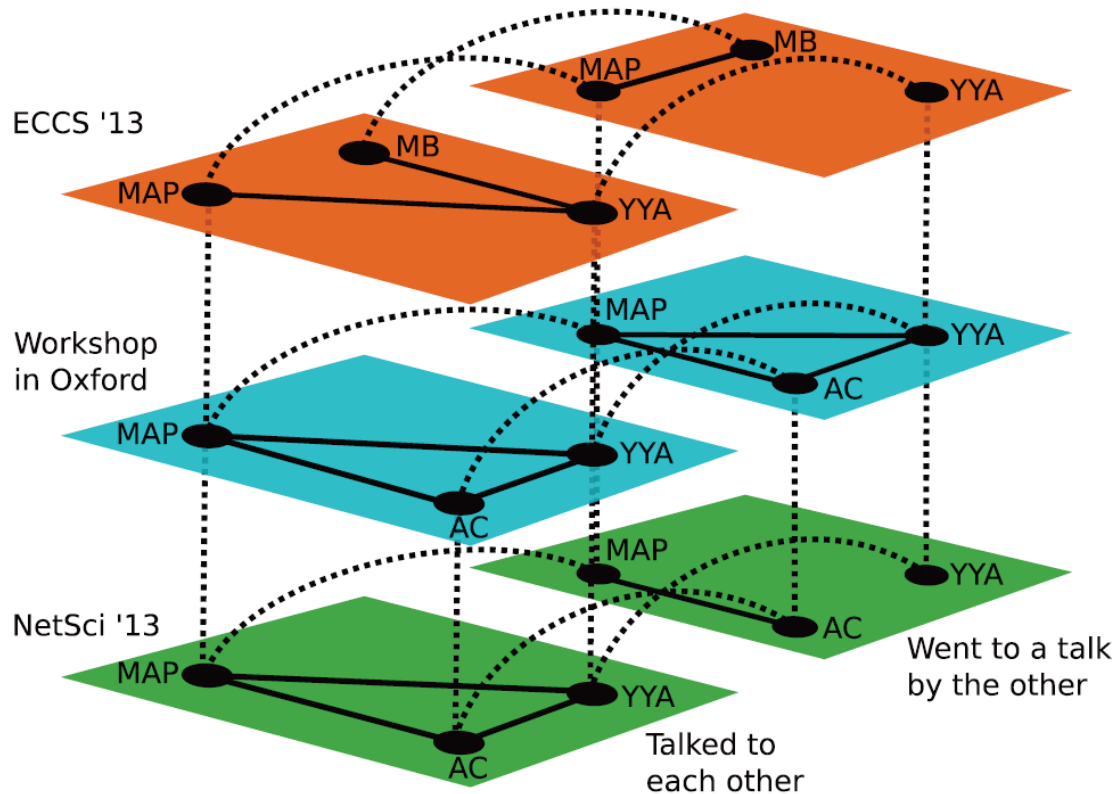 MB
MAP
YYA
ECCS '13
MB
MAP
YYA
MAP
YYA
AC
Workshop
in Oxford
MAP
YYA
AC
MAP
YYA
AC
NetSci '13
MAP
YYA
AC
Went to a talk
by the other
Talked to
each other